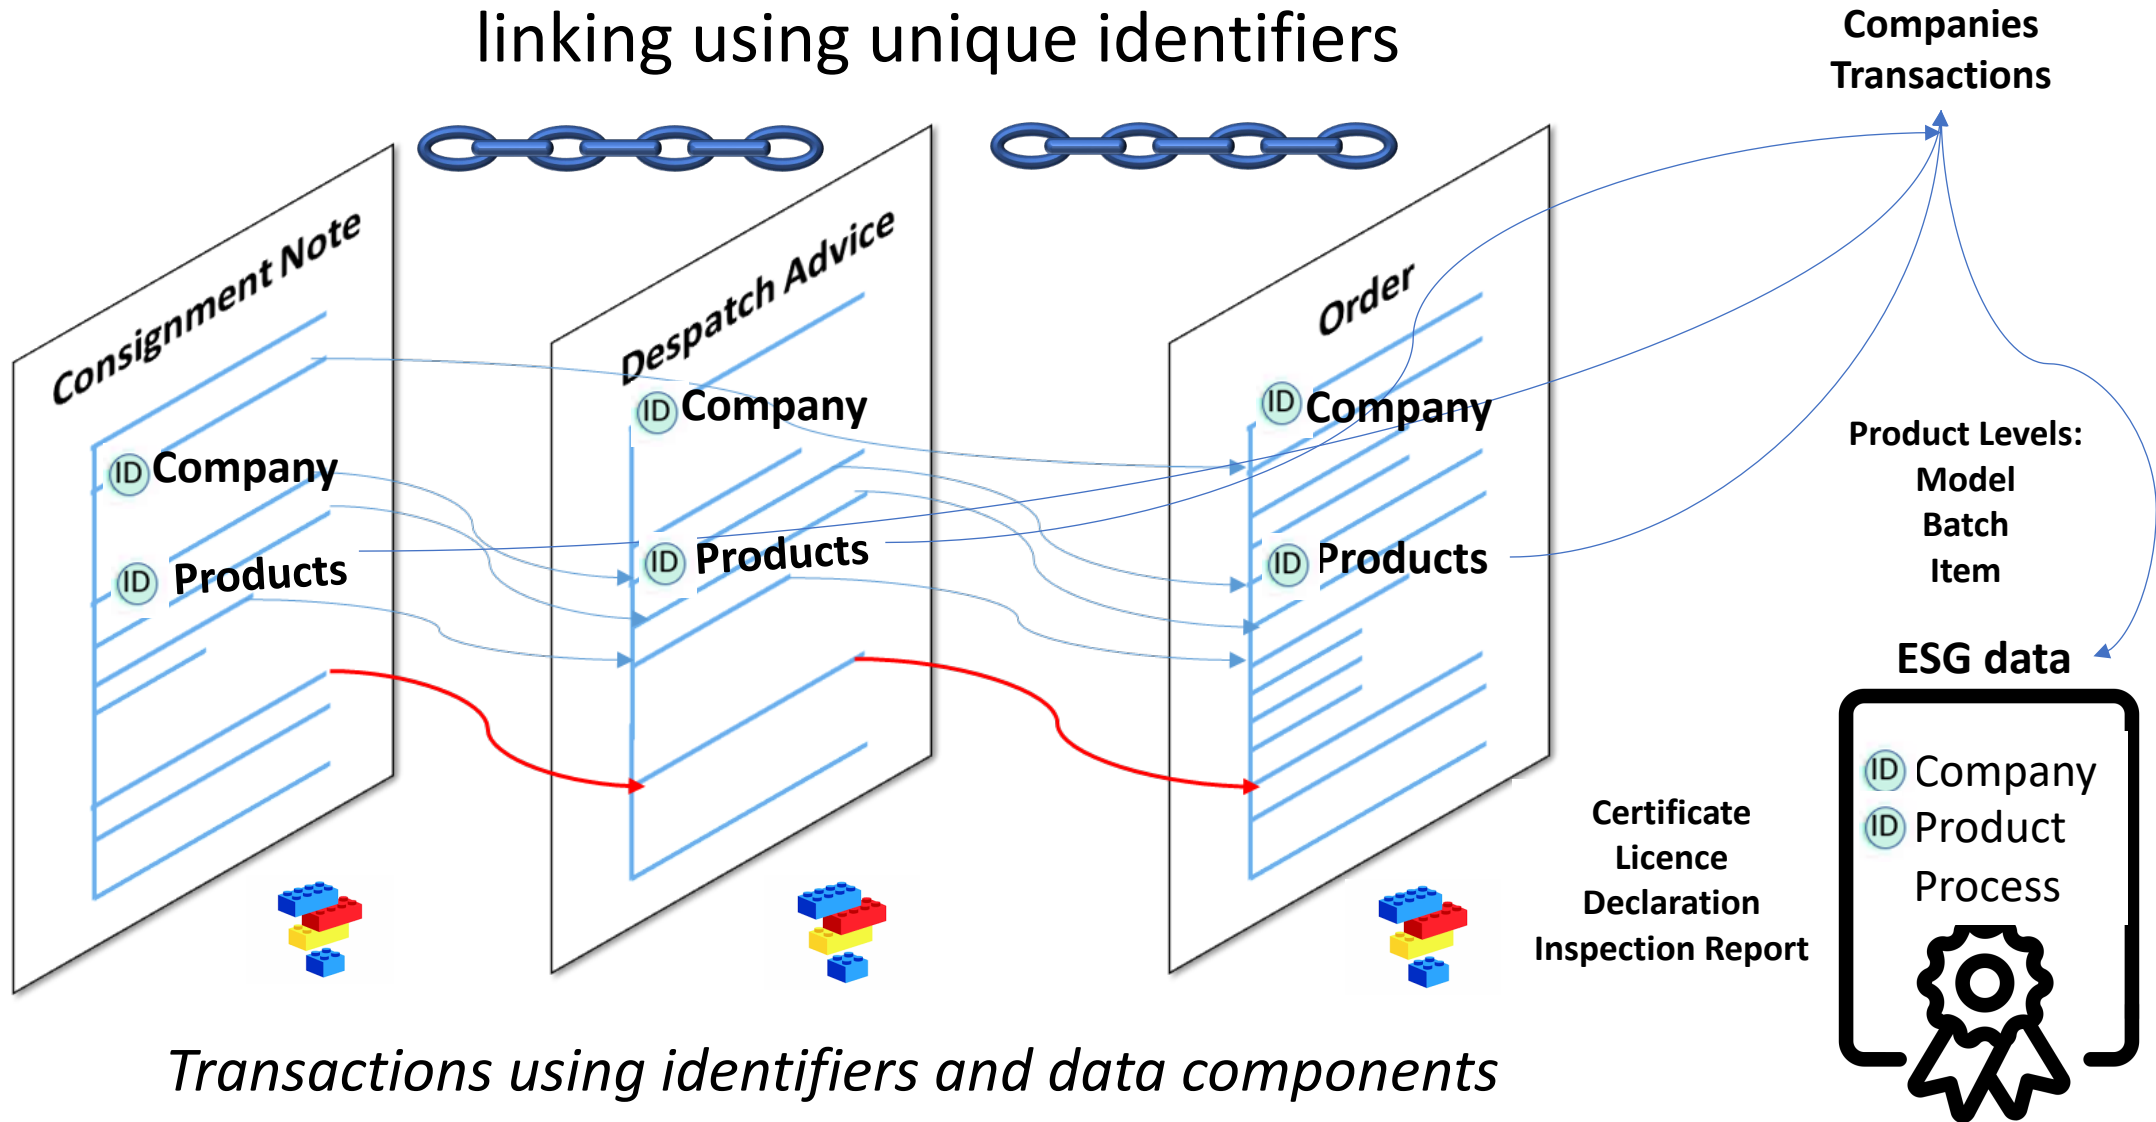 linking using unique identifiers
Companies
Transactions
Consignment Note
ID Company
ID Products
Despatch Advice
ID Company
ID Products
Order
ID Company
ID Products
Product Levels:
Model
Batch
Item
ESG data
ID Company
ID Product
Process
Certificate
Licence
Declaration
Inspection Report
Transactions using identifiers and data components